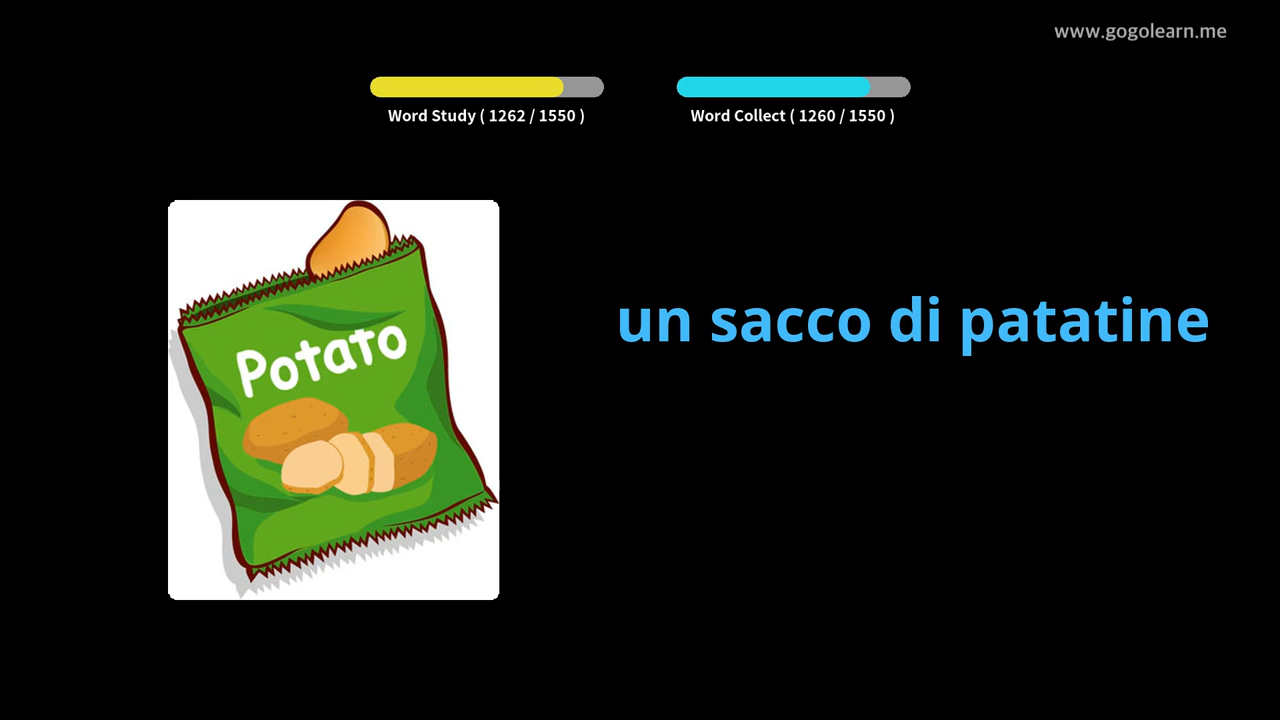 www.gogolearn.me
Word Study ( 1262 / 1550 )
Word Collect ( 1260 / 1550 )
Potato
un sacco di patatine